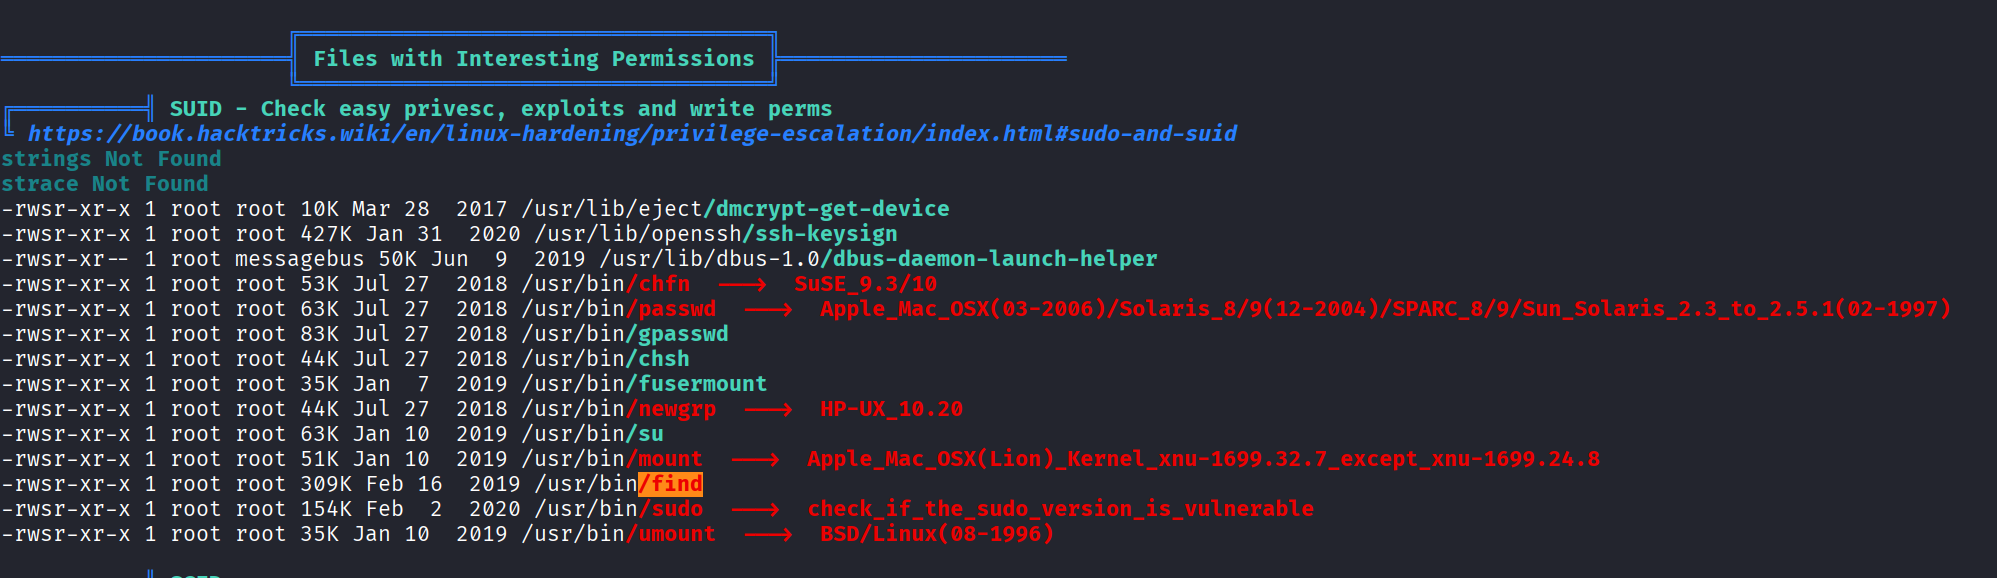 Files with Interesting Permissions
SUID - Check easy privesc, exploits and write perms
https://book.hacktricks.wiki/en/linux-hardening/privilege-escalation/index.html#sudo-and-suid
strings Not Found
strace Not Found
-rwsr-xr-x 1 root root 10K Mar 28  2017 /usr/lib/eject/dmcrypt-get-device
-rwsr-xr-x 1 root root 427K Jan 31  2020 /usr/lib/openssh/ssh-keysign
-rwsr-xr-- 1 root messagebus 50K Jun  9  2019 /usr/lib/dbus-1.0/dbus-daemon-launch-helper
-rwsr-xr-x 1 root root 53K Jul 27  2018 /usr/bin/chfn  --->  SuSE_9.3/10
-rwsr-xr-x 1 root root 63K Jul 27  2018 /usr/bin/passwd  --->  Apple_Mac_OSX(03-2006)/Solaris_8/9(12-2004)/SPARC_8/9/Sun_Solaris_2.3_to_2.5.1(02-1997)
-rwsr-xr-x 1 root root 83K Jul 27  2018 /usr/bin/gpasswd
-rwsr-xr-x 1 root root 44K Jul 27  2018 /usr/bin/chsh
-rwsr-xr-x 1 root root 35K Jan  7  2019 /usr/bin/fusermount
-rwsr-xr-x 1 root root 44K Jul 27  2018 /usr/bin/newgrp  --->  HP-UX_10.20
-rwsr-xr-x 1 root root 63K Jan 10  2019 /usr/bin/su
-rwsr-xr-x 1 root root 51K Jan 10  2019 /usr/bin/mount  --->  Apple_Mac_OSX(Lion)_Kernel_xnu-1699.32.7_except_xnu-1699.24.8
-rwsr-xr-x 1 root root 309K Feb 16  2019 /usr/bin/find
-rwsr-xr-x 1 root root 154K Feb  2  2020 /usr/bin/sudo  --->  check_if_the_sudo_version_is_vulnerable
-rwsr-xr-x 1 root root 35K Jan 10  2019 /usr/bin/umount  --->  BSD/Linux(08-1996)